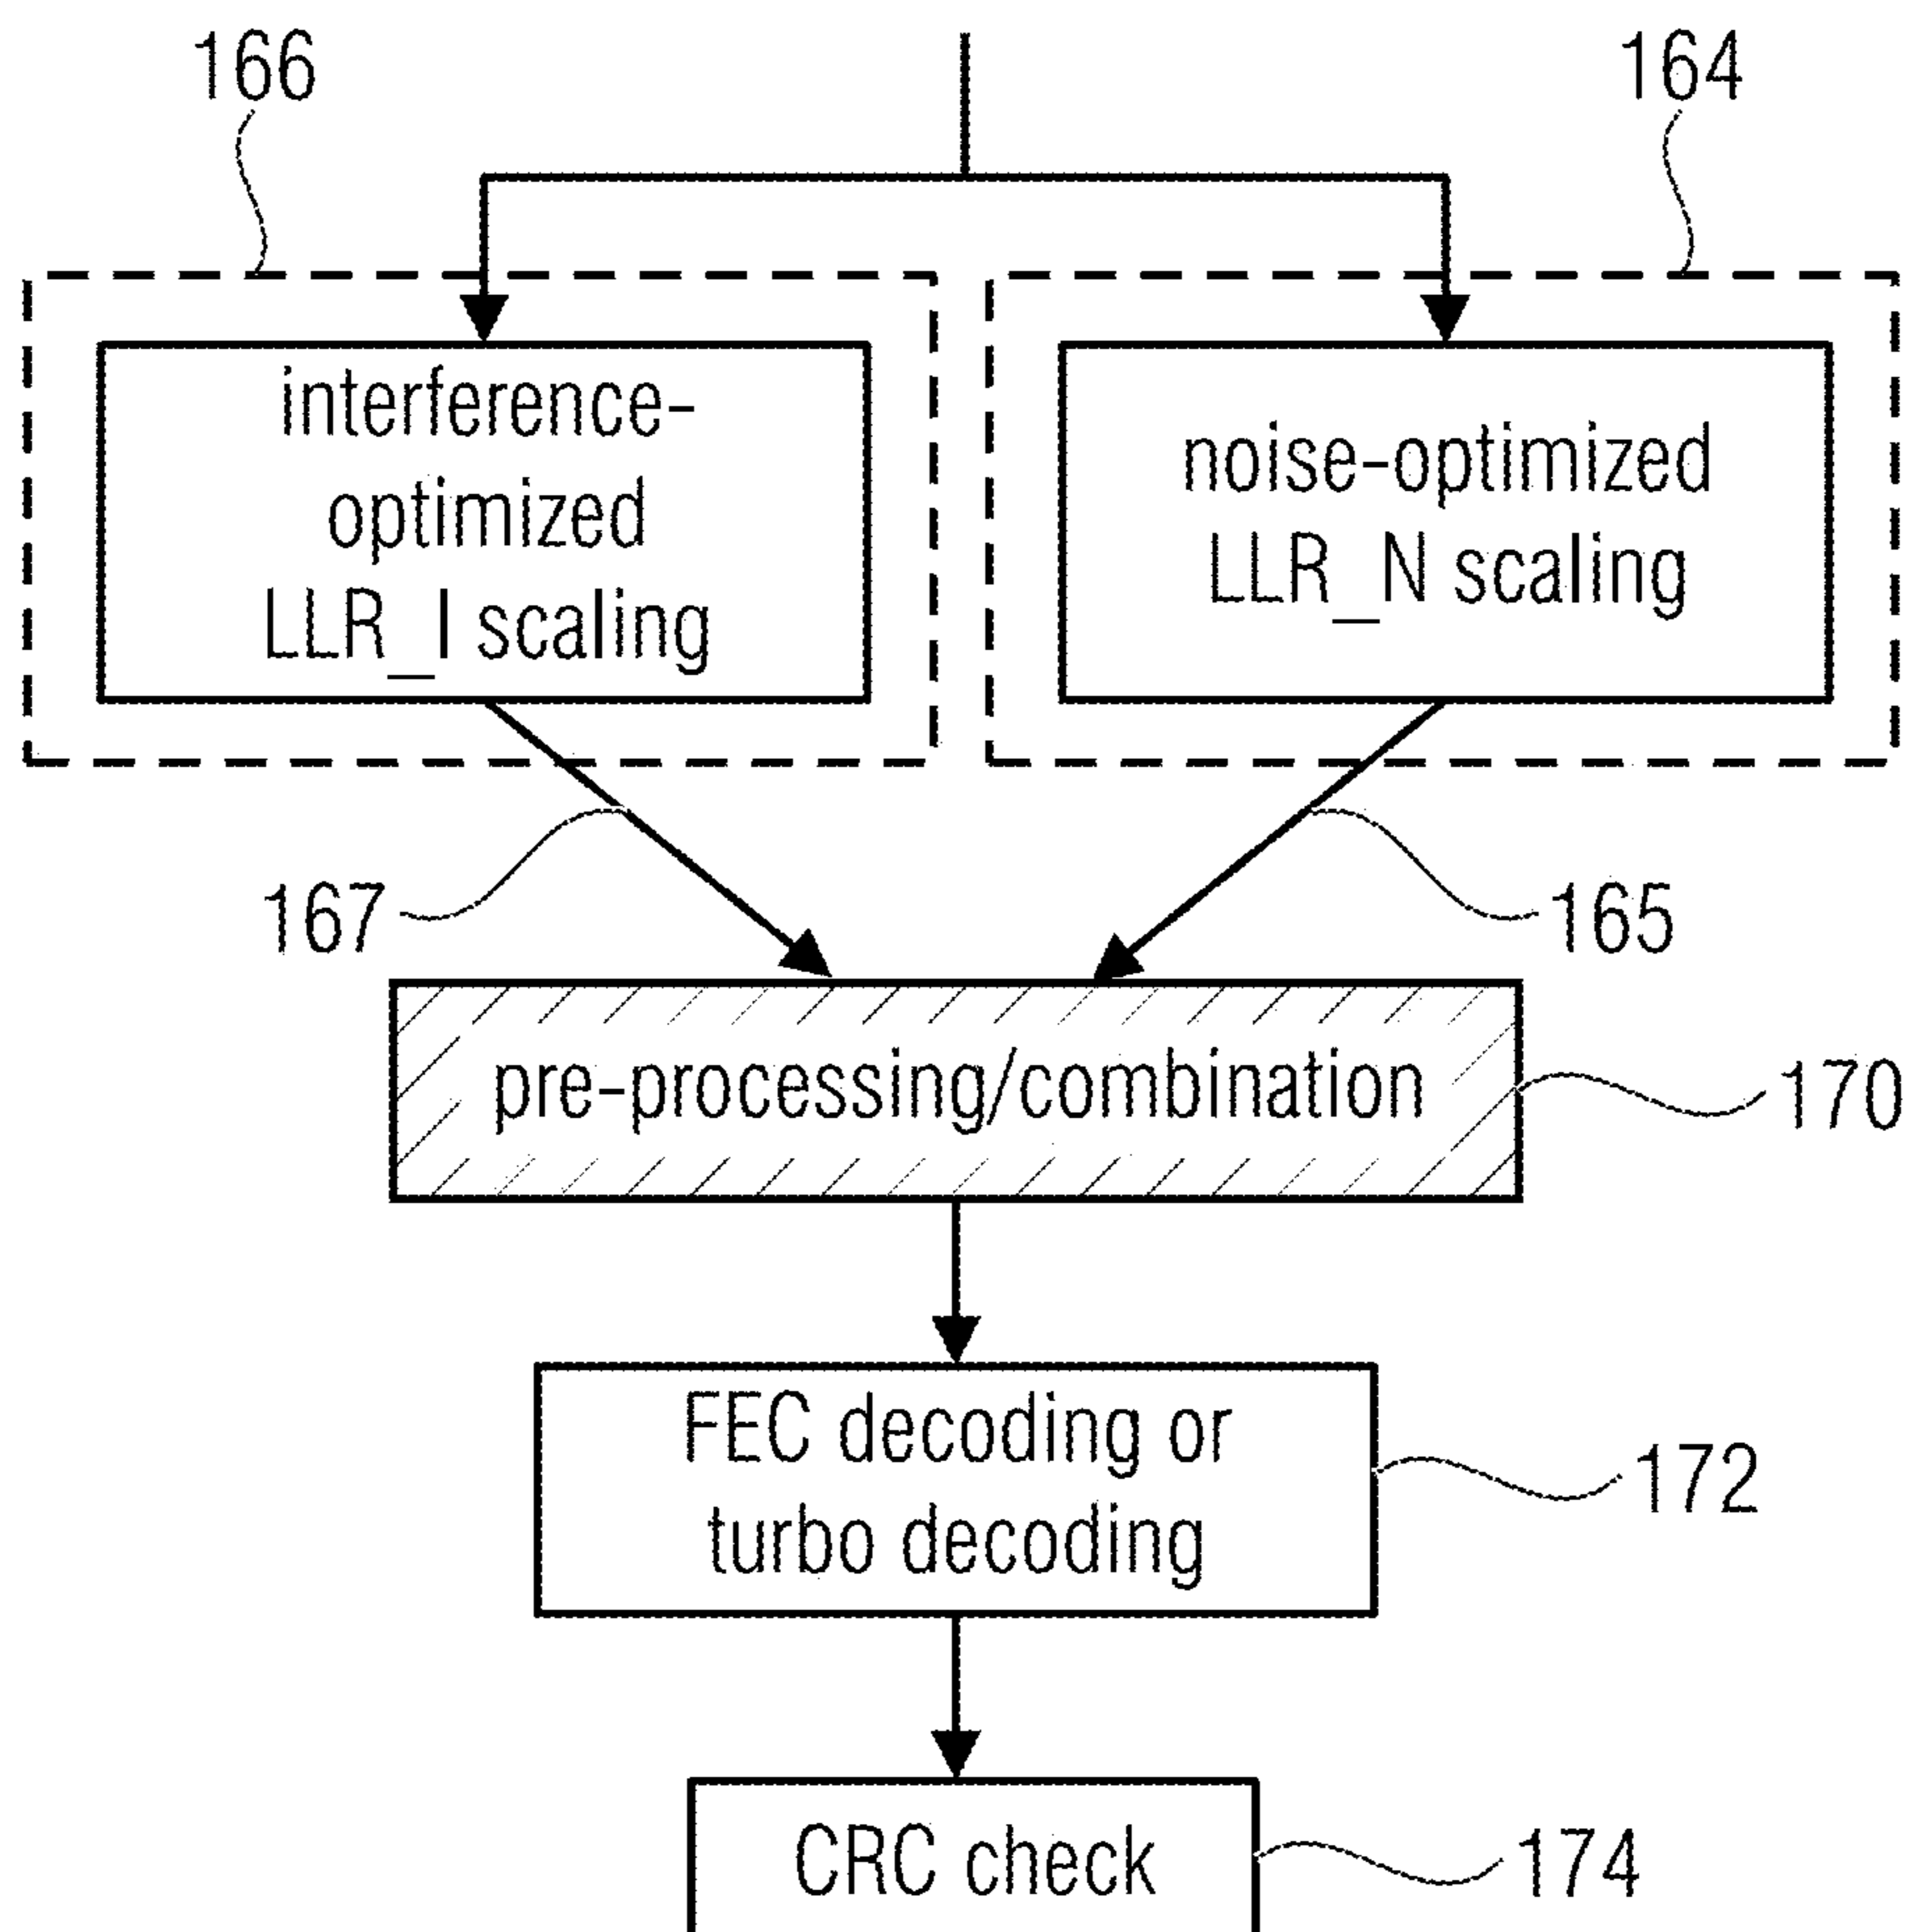 166
164
interference-
optimized
LLR_I scaling
noise-optimized
LLR_N scaling
167
165
pre-processing/combination
170
FEC decoding or
turbo decoding
172
CRC check
174